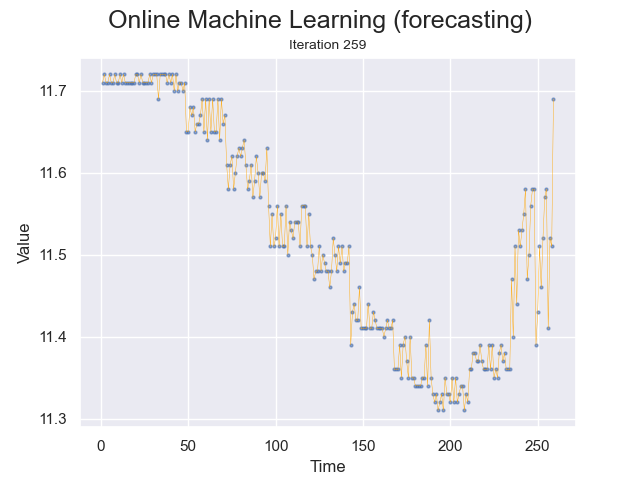 Online Machine Learning (forecasting)
Iteration 259
11.7
11.6
11.5
11.4
11.3
Value
0 50 100 150 200 250
Time